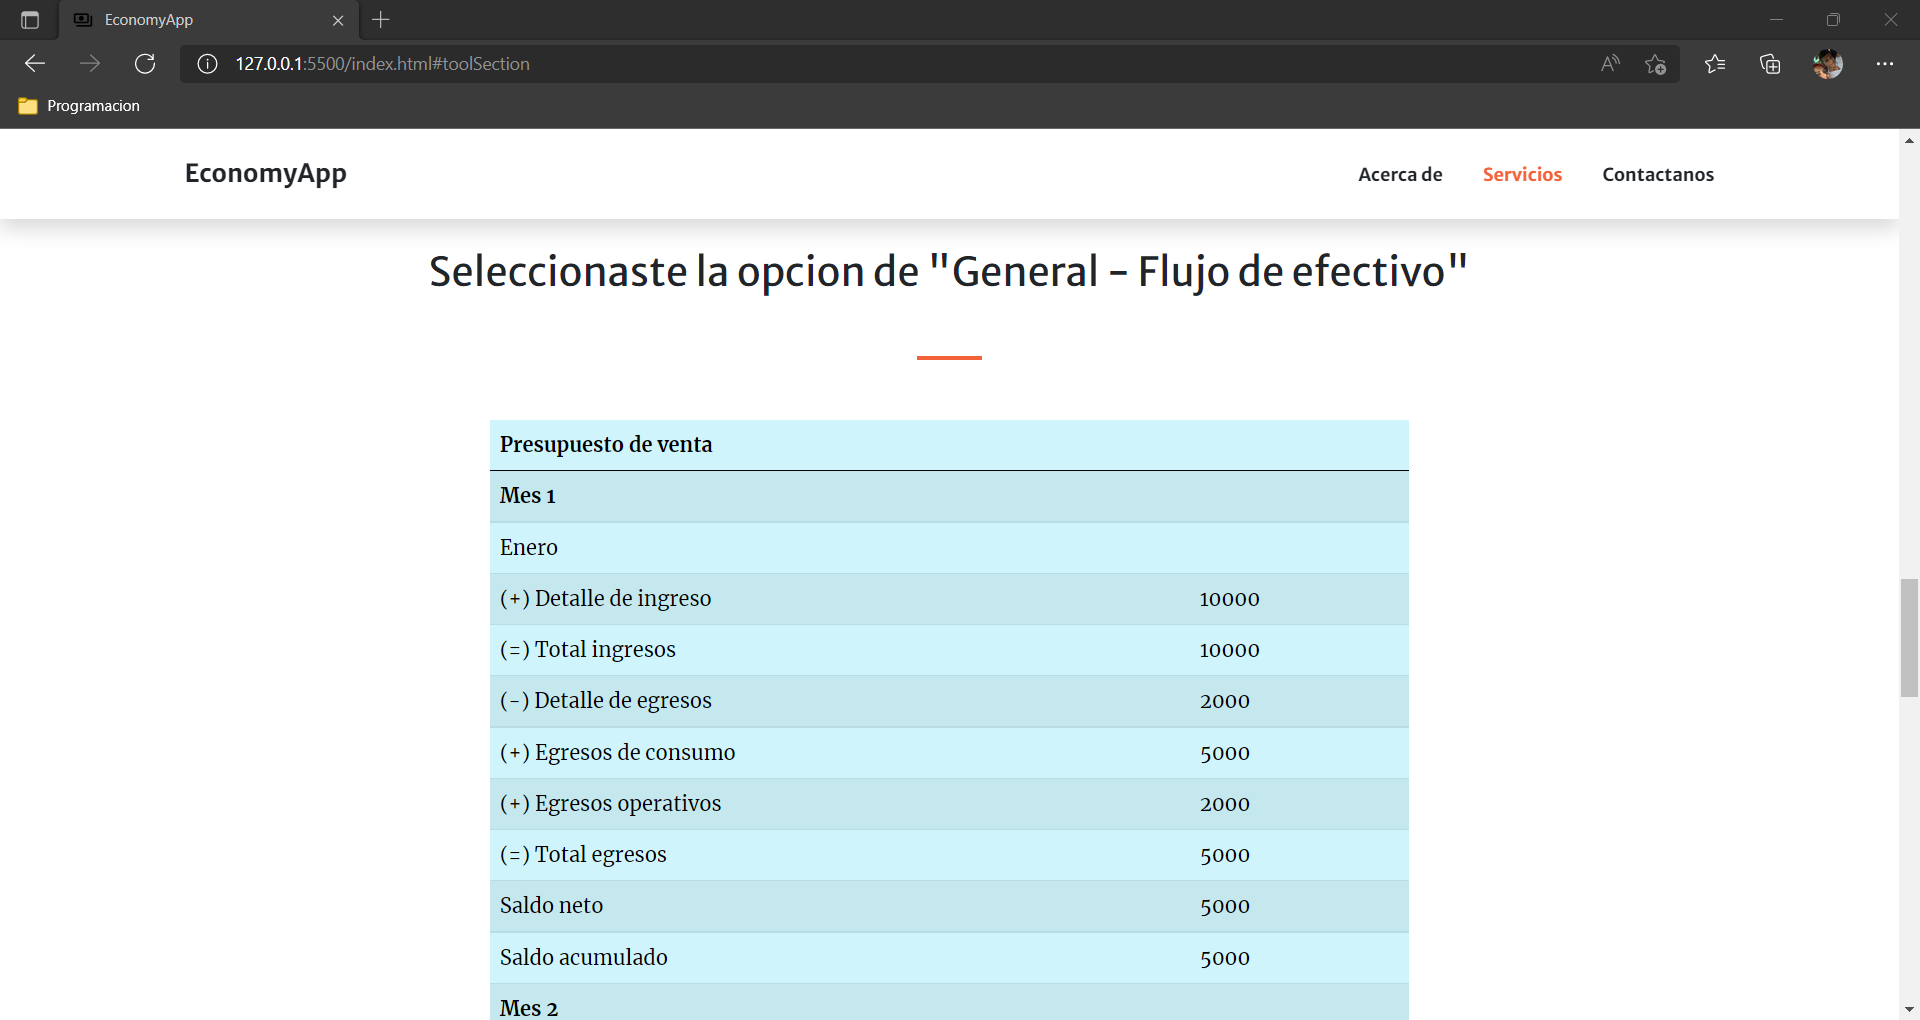 EconomyApp
127.0.0.1:5500/index.html#toolSection
Programacion
EconomyApp Acerca de Servicios Contactanos
Seleccionaste la opcion de "General - Flujo de efectivo"
Presupuesto de venta
Mes 1
Enero
(+) Detalle de ingreso 10000
(=) Total ingresos 10000
(-) Detalle de egresos 2000
(+) Egresos de consumo 5000
(+) Egresos operativos 2000
(=) Total egresos 5000
Saldo neto 5000
Saldo acumulado 5000
Mes 2